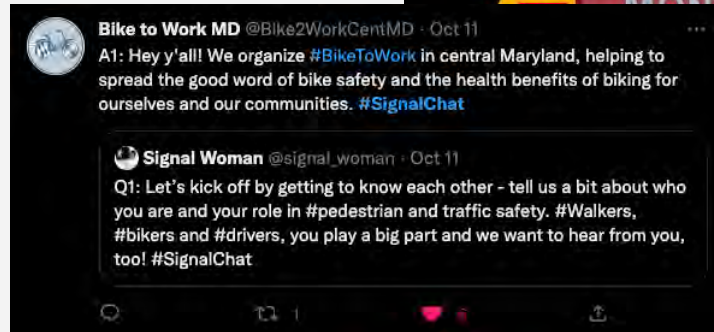 Bike to Work MD @Bike2WorkCentMD · Oct 11
A1: Hey y'all! We organize #BikeToWork in central Maryland, helping to
spread the good word of bike safety and the health benefits of biking for
ourselves and our communities. #SignalChat
Signal Woman @signal_woman · Oct 11
Q1: Let's kick off by getting to know each other - tell us a bit about who
you are and your role in #pedestrian and traffic safety. #Walkers,
#bikers and #drivers, you play a big part and we want to hear from you,
too! #SignalChat
1